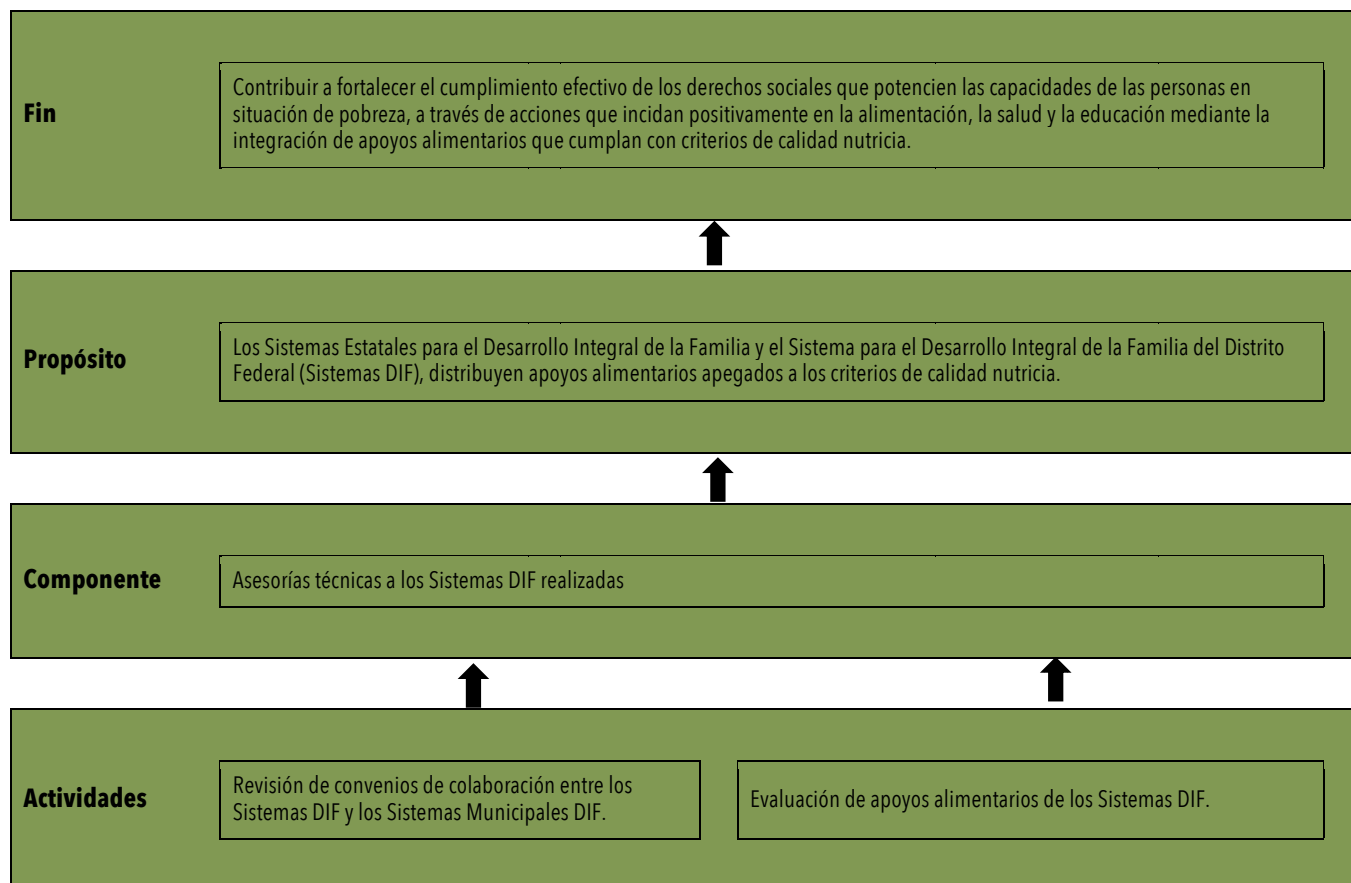 Fin
Contribuir a fortalecer el cumplimiento efectivo de los derechos sociales que potencien las capacidades de las personas en
situación de pobreza, a través de acciones que incidan positivamente en la alimentación, la salud y la educación mediante la
integración de apoyos alimentarios que cumplan con criterios de calidad nutricia.
Propósito
Los Sistemas Estatales para el Desarrollo Integral de la Familia y el Sistema para el Desarrollo Integral de la Familia del Distrito
Federal (Sistemas DIF), distribuyen apoyos alimentarios apegados a los criterios de calidad nutricia.
Componente
Asesorías técnicas a los Sistemas DIF realizadas
Actividades
Revisión de convenios de colaboración entre los
Sistemas DIF y los Sistemas Municipales DIF.
Evaluación de apoyos alimentarios de los Sistemas DIF.